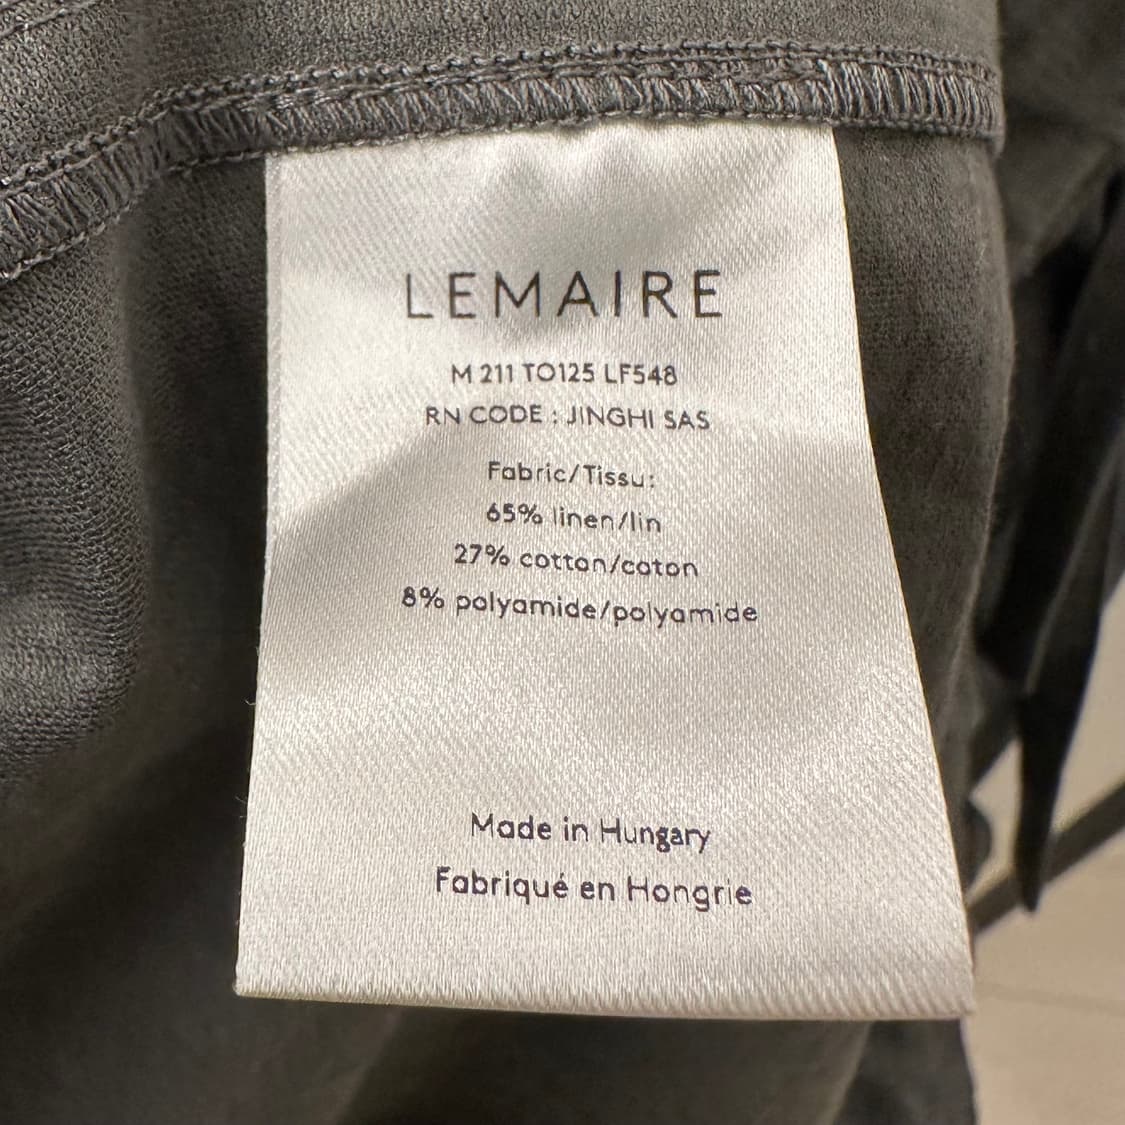 LEMAIRE
M 211 TO125 LF548
RN CODE : JINGHI SAS
Fabric/Tissu:
65% linen/lin
27% cotton/coton
8% polyamide/polyamide
Made in Hungary
Fabriqué en Hongrie